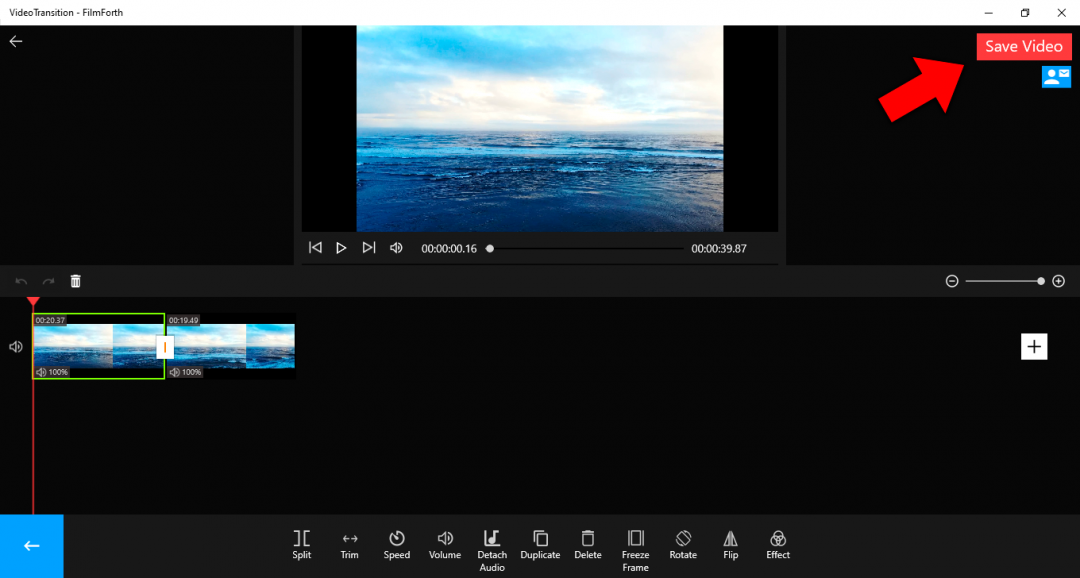 VideoTransition - FilmForth
Save Video
00:00:00.16
00:00:39.87
00:20.37
00:19.49
100%
100%
Split
Trim
Speed
Volume
Detach
Audio
Duplicate
Delete
Freeze
Frame
Rotate
Flip
Effect